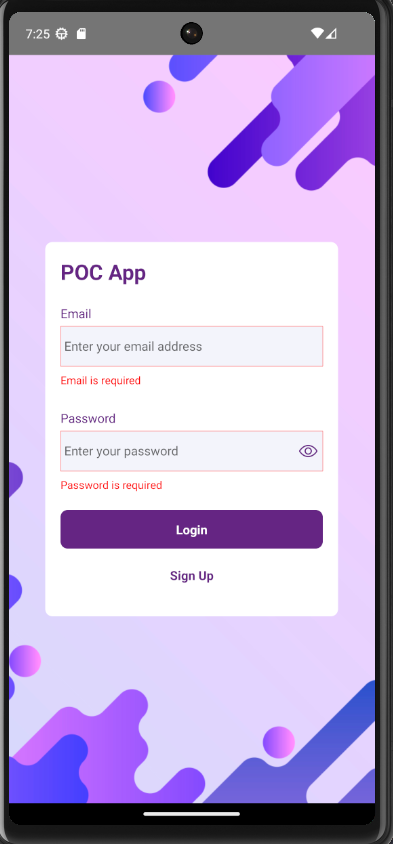 7:25
POC App
Email
Enter your email address
Email is required
Password
Enter your password
Password is required
Login
Sign Up